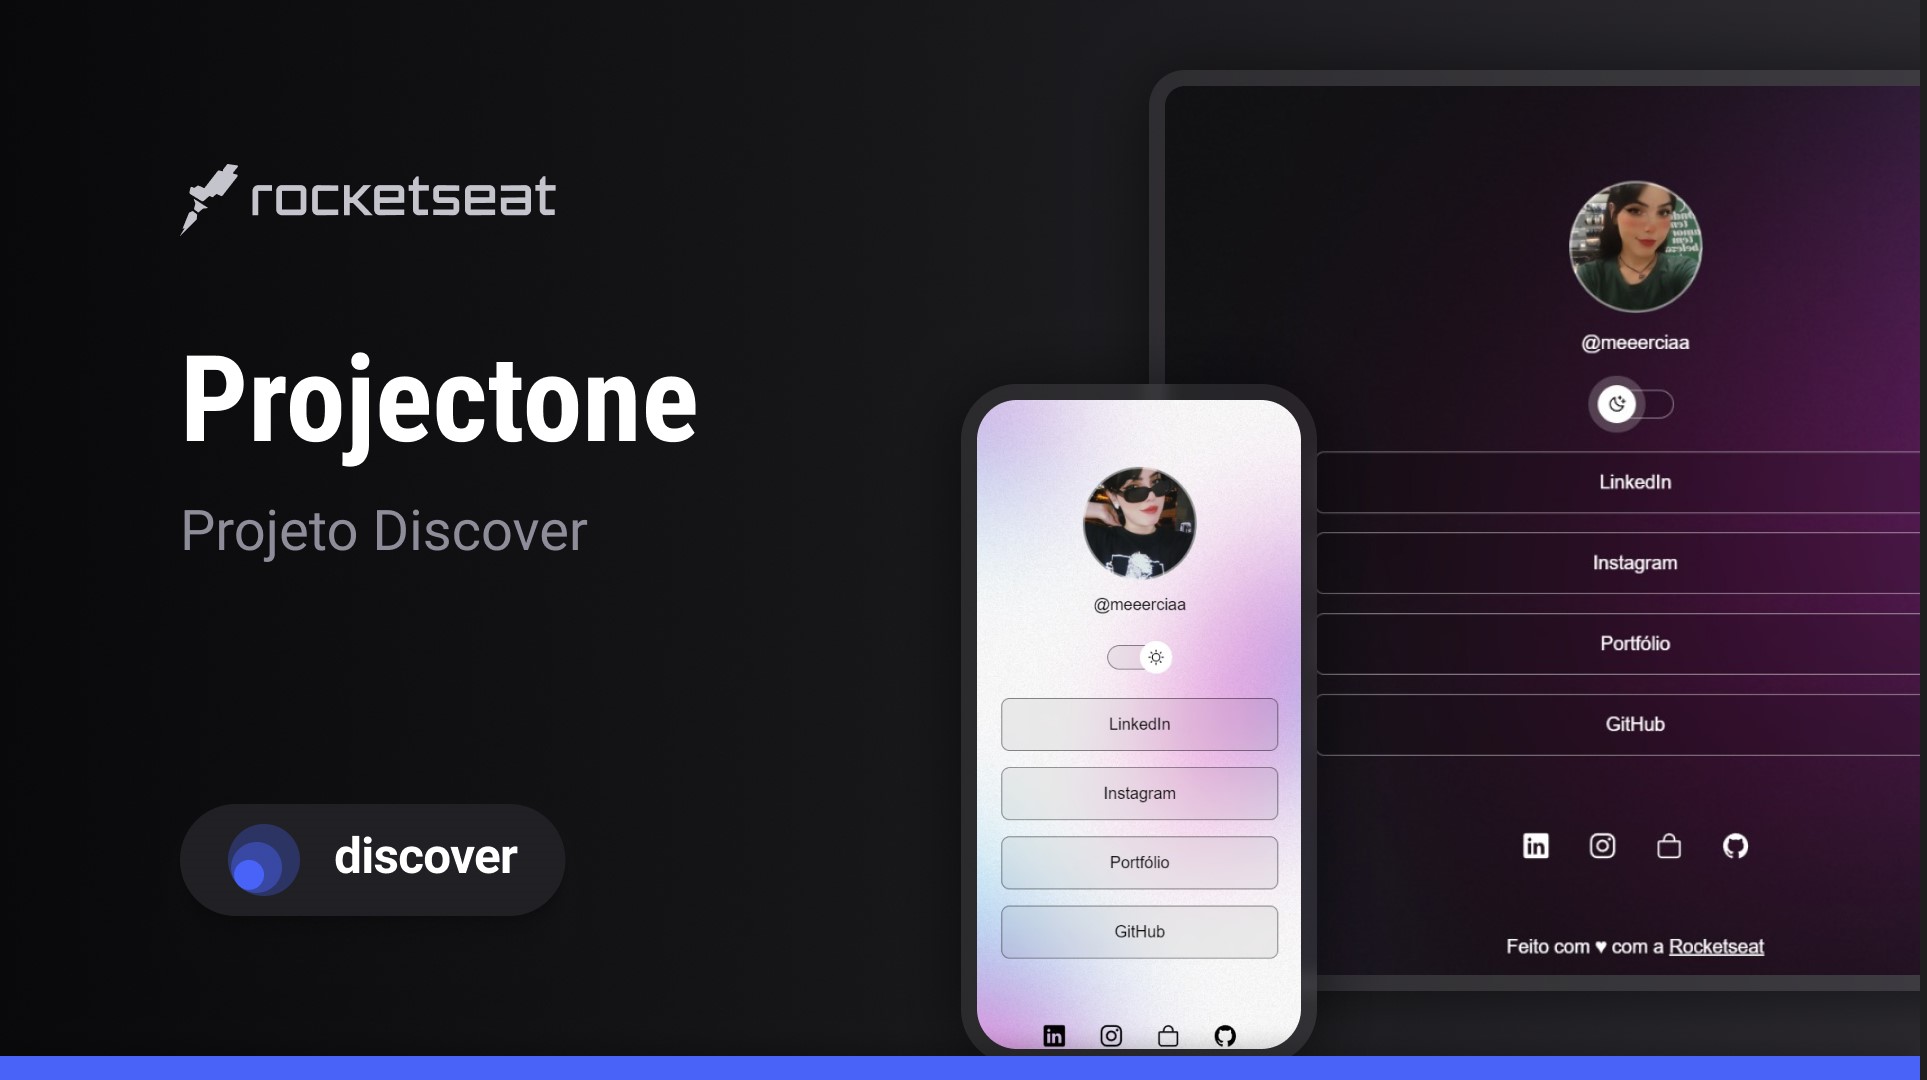 rocketseat
Projectone
Projeto Discover
discover
@meeerciaa
LinkedIn
Instagram
Portfólio
GitHub
@meeerciaa
LinkedIn
Instagram
Portfólio
GitHub
Feito com ♥ com a Rocketseat